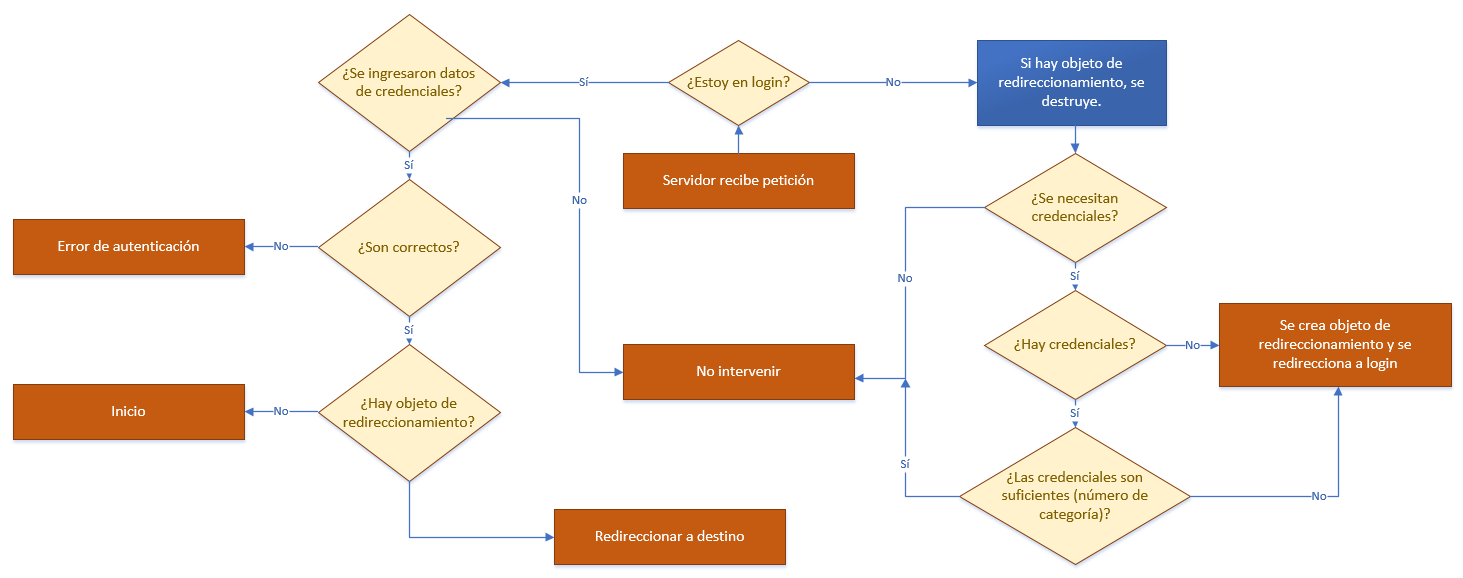 ¿Se ingresaron datos
de credenciales?
Sí
¿Estoy en login?
No
Si hay objeto de
redireccionamiento, se
destruye.
Sí
Servidor recibe petición
No
¿Se necesitan
credenciales?
Error de autenticación
No
¿Son correctos?
No
Sí
Sí
¿Hay credenciales?
No
Se crea objeto de
redireccionamiento y se
redirecciona a login
No intervenir
Inicio
No
¿Hay objeto de
redireccionamiento?
Sí
Sí
¿Las credenciales son
suficientes (número de
categoría)?
No
Redireccionar a destino